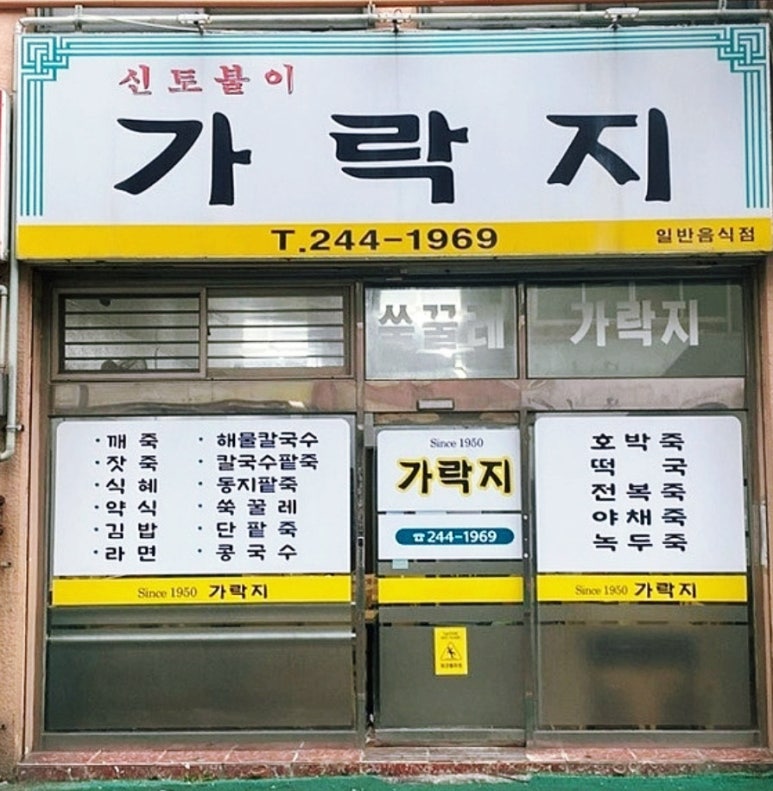 신토불이
가락지
T.244-1969
일반음식점
쑥꿀레
가락지
· 깨죽
· 잣죽
· 식혜
· 약식
· 김밥
· 라면
· 해물칼국수
· 칼국수팥죽
· 동지팥죽
· 쑥꿀레
· 단팥죽
· 콩국수
Since 1950 가락지
Since 1950
가락지
☎244-1969
호박죽
떡국
전복죽
야채죽
녹두죽
Since 1950 가락지